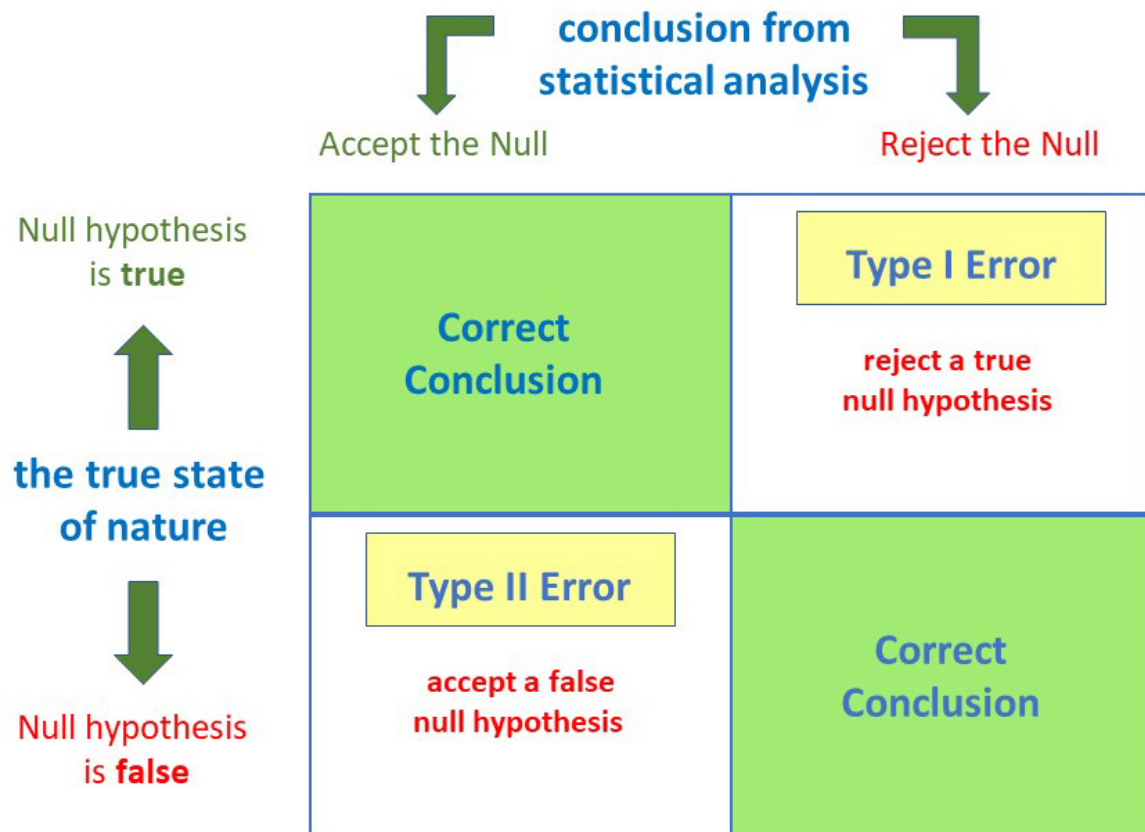 conclusion from
statistical analysis
Accept the Null
Reject the Null
Null hypothesis
is true
Correct
Conclusion
Type I Error
reject a true
null hypothesis
the true state
of nature
Type II Error
accept a false
null hypothesis
Correct
Conclusion
Null hypothesis
is false